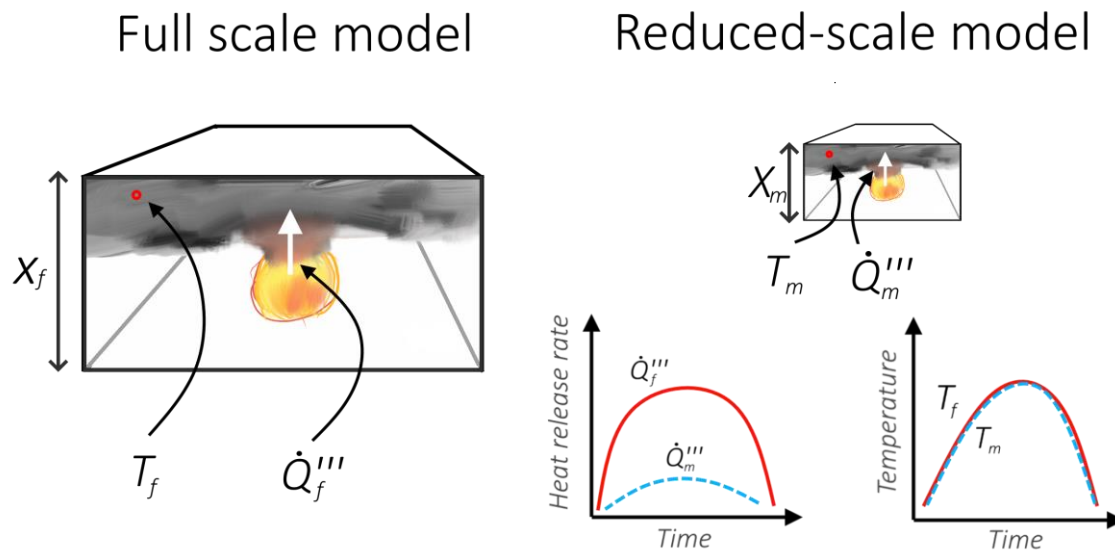 Full scale model
Reduced-scale model
X_f
T_f
Q̇_f'''
X_m
T_m
Q̇_m'''
Heat release rate
Q̇_f'''
Q̇_m'''
Time
Temperature
T_f
T_m
Time